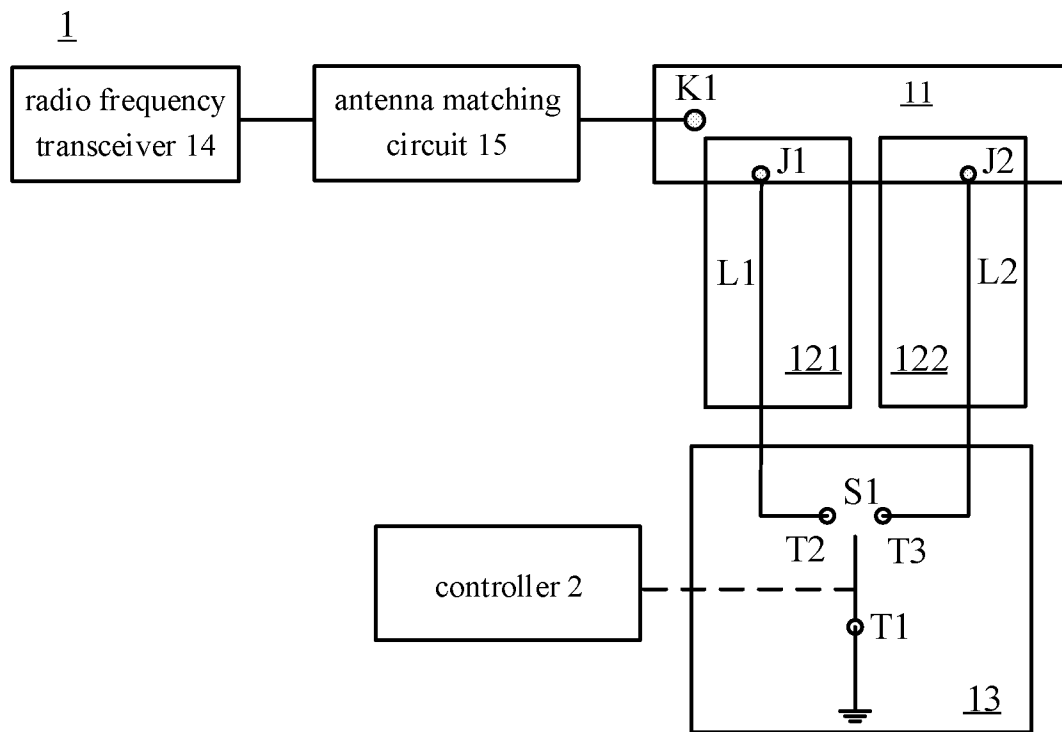 1
radio frequency
transceiver 14
antenna matching
circuit 15
K1
11
J1
J2
L1
L2
121
122
S1
T2
T3
controller 2
T1
13